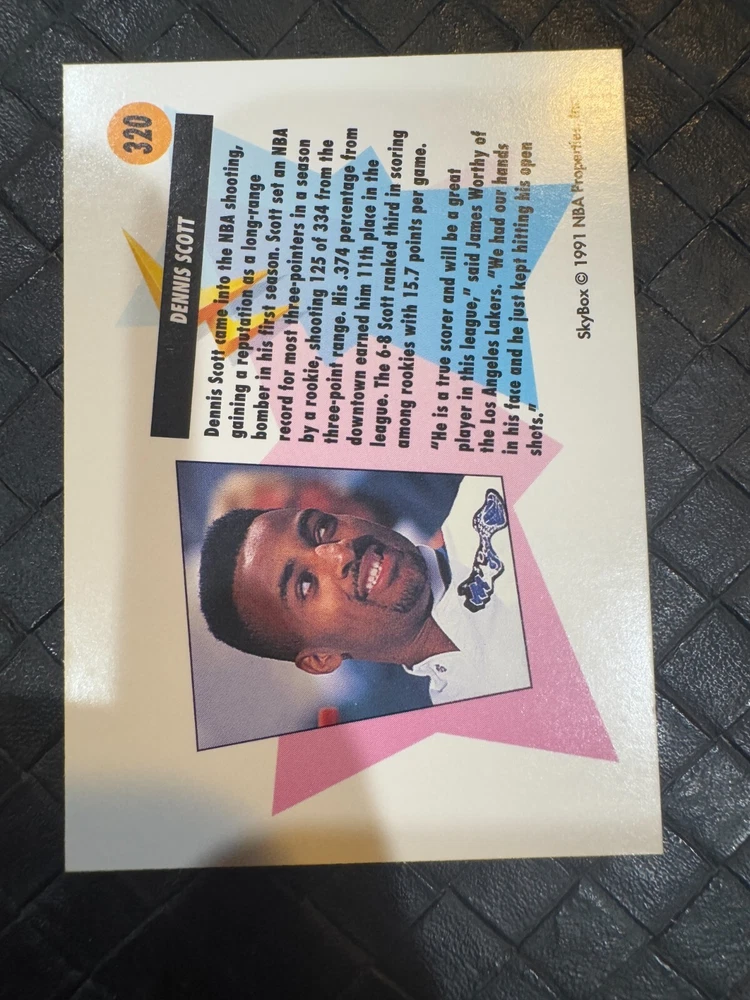 320
DENNIS SCOTT
Dennis Scott came into the NBA shooting,
gaining a reputation as a long-range
bomber in his first season. Scott set an NBA
record for most three-pointers in a season
by a rookie, shooting 125 of 334 from the
three-point range. His .374 percentage from
downtown earned him 11th place in the
league. The 6-8 Scott ranked third in scoring
among rookies with 15.7 points per game.
"He is a true scorer and will be a great
player in this league," said James Worthy of
the Los Angeles Lakers. "We had our hands
in his face and he just kept hitting his open
shots."
SkyBox © 1991 NBA Properties, Inc.